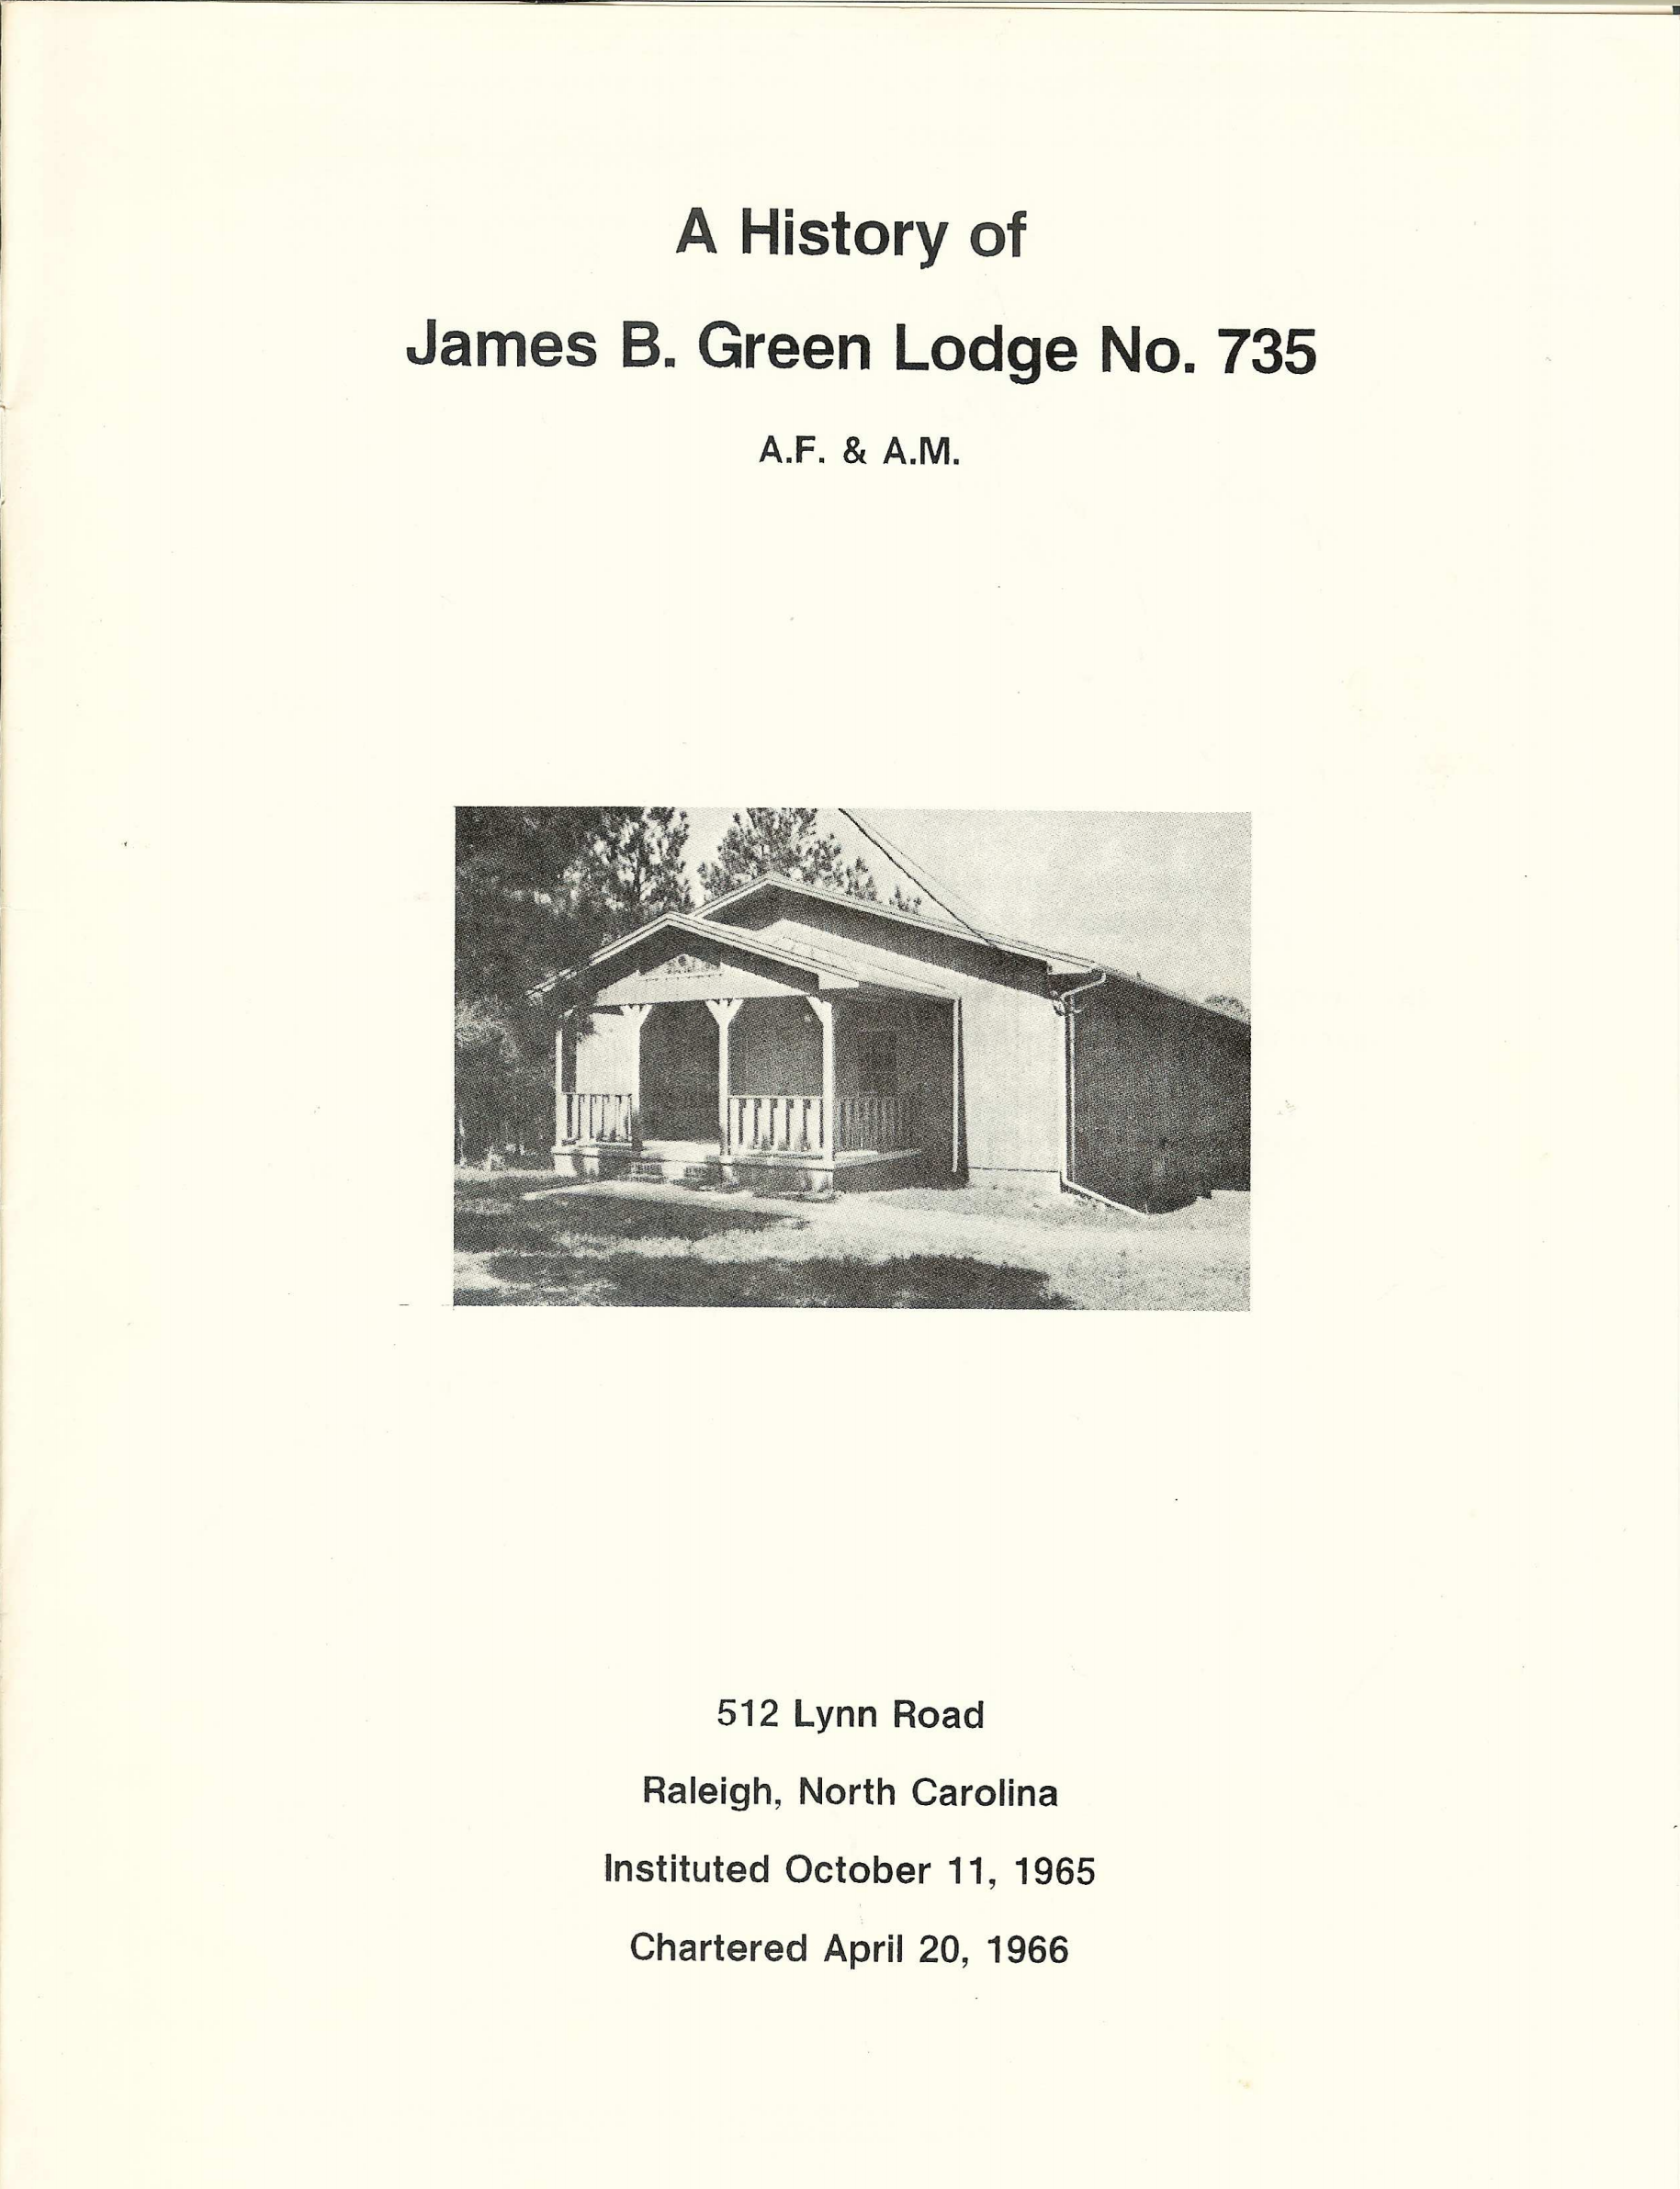 A History of
James B. Green Lodge No. 735
A.F. & A.M.
512 Lynn Road
Raleigh, North Carolina
Instituted October 11, 1965
Chartered April 20, 1966